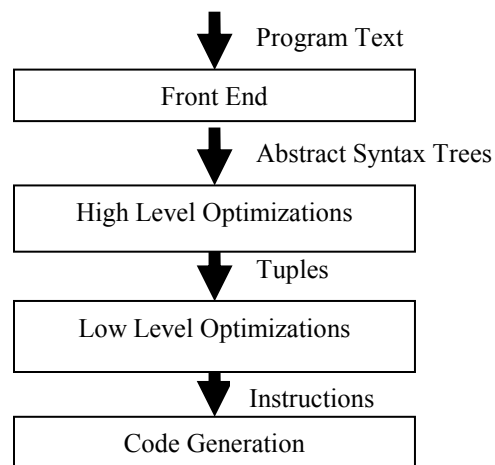 Program Text
Front End
Abstract Syntax Trees
High Level Optimizations
Tuples
Low Level Optimizations
Instructions
Code Generation